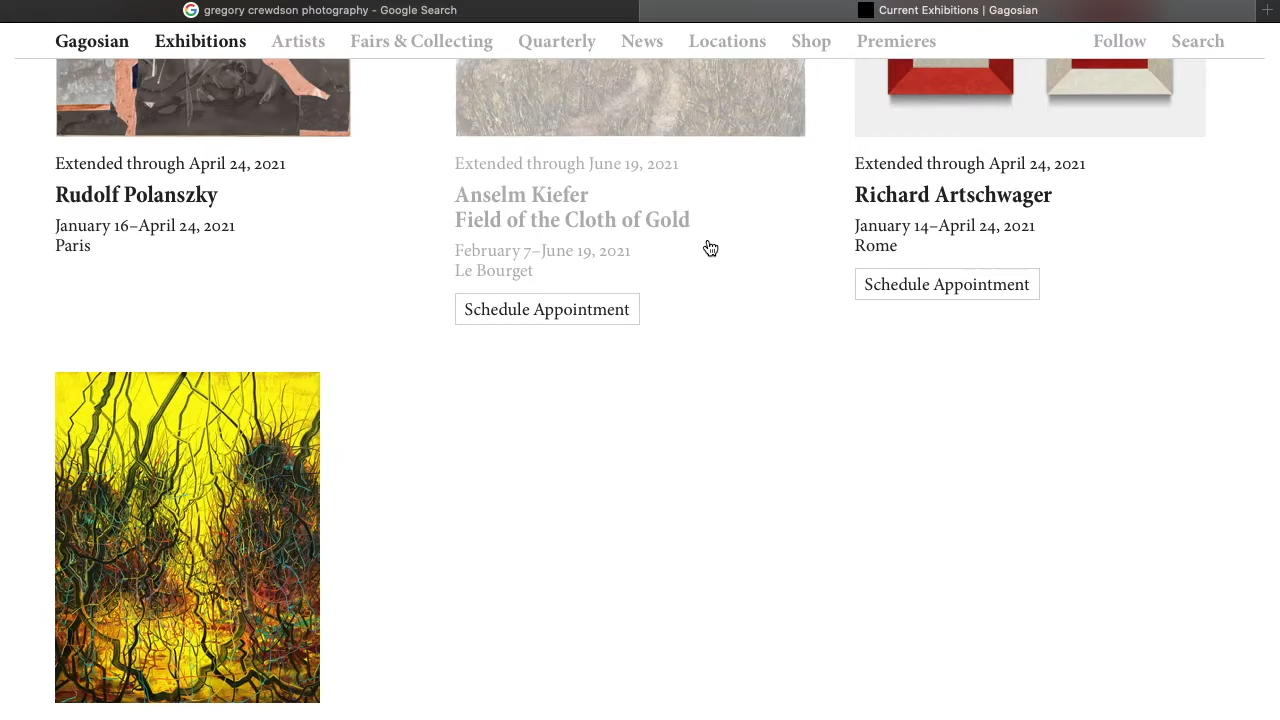 gregory crewdson photography - Google Search
Current Exhibitions | Gagosian
Gagosian Exhibitions Artists Fairs & Collecting Quarterly News Locations Shop Premieres Follow Search
Extended through April 24, 2021
Rudolf Polanszky
January 16–April 24, 2021
Paris
Extended through June 19, 2021
Anselm Kiefer
Field of the Cloth of Gold
February 7–June 19, 2021
Le Bourget
Schedule Appointment
Extended through April 24, 2021
Richard Artschwager
January 14–April 24, 2021
Rome
Schedule Appointment